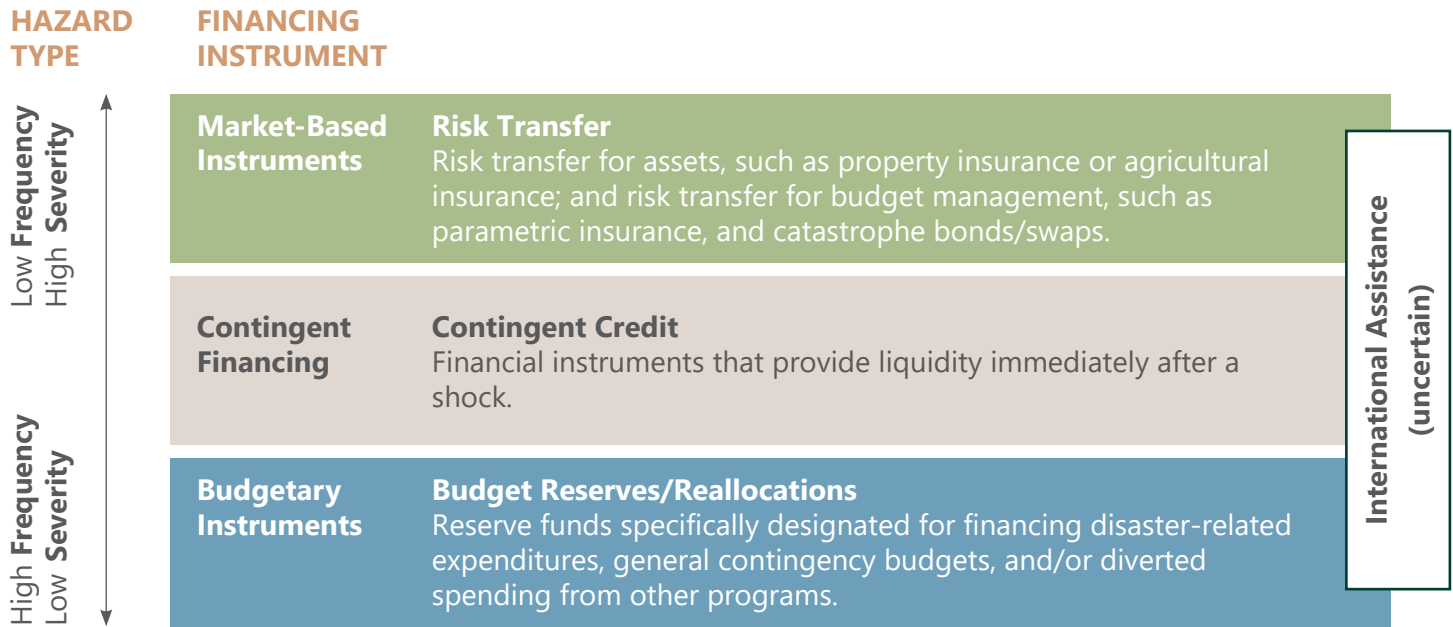 HAZARD
TYPE
FINANCING
INSTRUMENT
Low Frequency
High Severity
High Frequency
Low Severity
Market-Based
Instruments
Risk Transfer
Risk transfer for assets, such as property insurance or agricultural
insurance; and risk transfer for budget management, such as
parametric insurance, and catastrophe bonds/swaps.
Contingent
Financing
Contingent Credit
Financial instruments that provide liquidity immediately after a
shock.
Budgetary
Instruments
Budget Reserves/Reallocations
Reserve funds specifically designated for financing disaster-related
expenditures, general contingency budgets, and/or diverted
spending from other programs.
International Assistance
(uncertain)